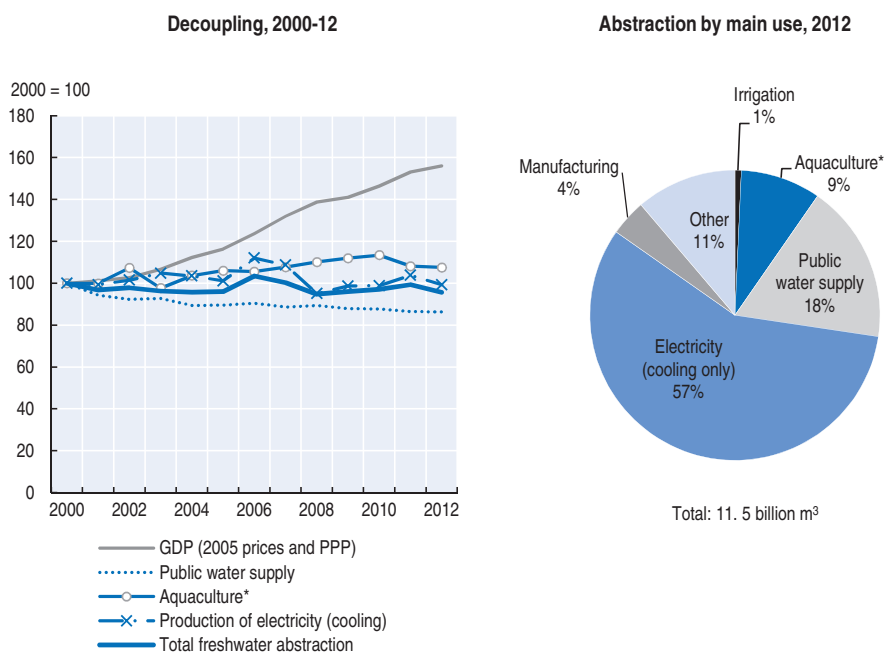 Decoupling, 2000-12
2000 = 100
180
160
140
120
100
80
60
40
20
0
2000
2002
2004
2006
2008
2010
2012
GDP (2005 prices and PPP)
Public water supply
Aquaculture*
Production of electricity (cooling)
Total freshwater abstraction
Abstraction by main use, 2012
Irrigation
1%
Aquaculture*
9%
Public
water supply
18%
Electricity
(cooling only)
57%
Manufacturing
4%
Other
11%
Total: 11. 5 billion m³